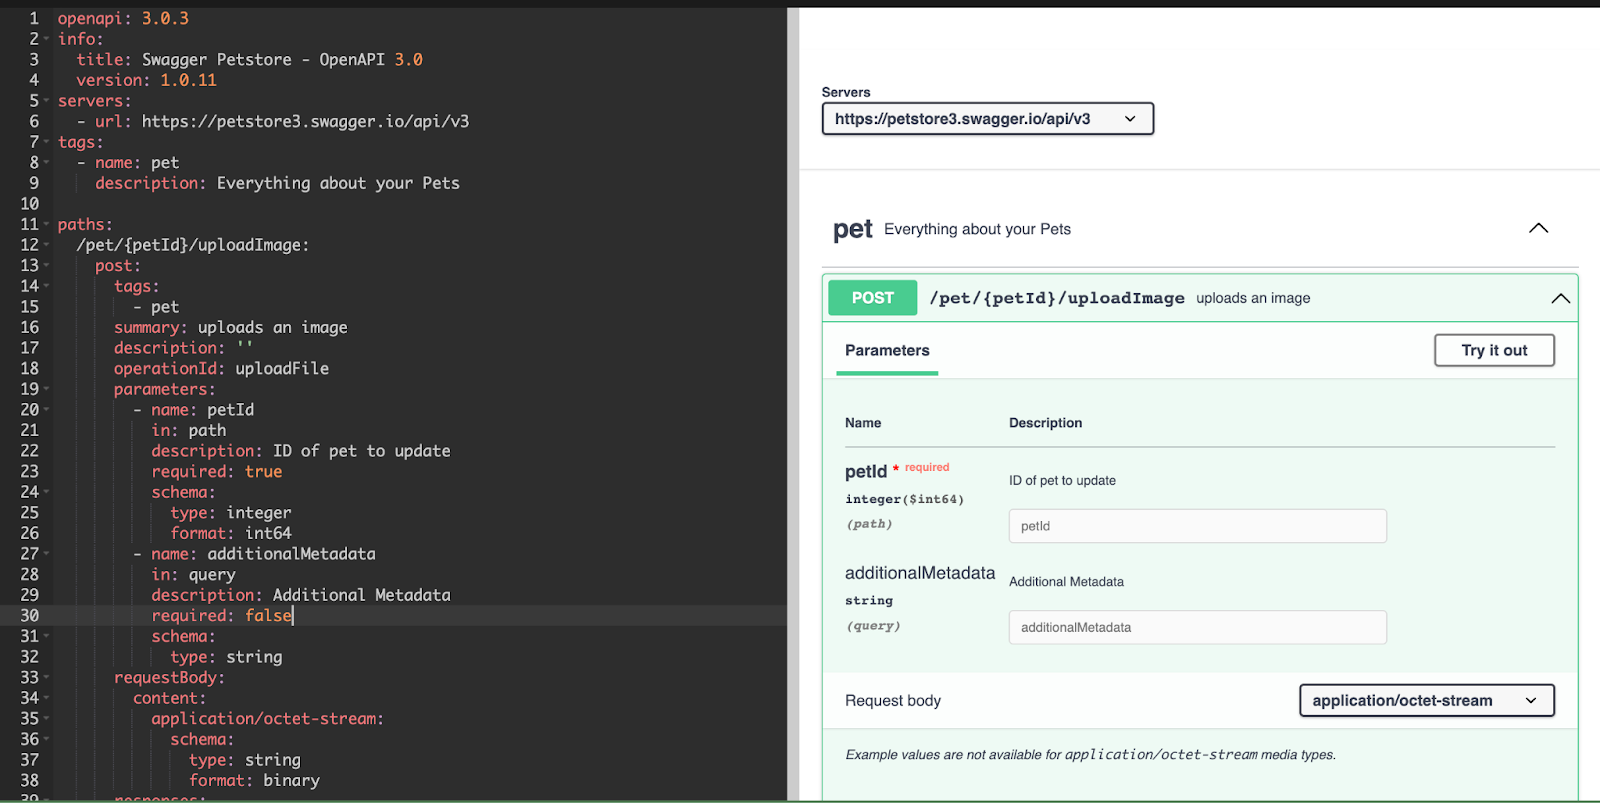 1 openapi: 3.0.3
2 info:
3 title: Swagger Petstore - OpenAPI 3.0
4 version: 1.0.11
5 servers:
6 - url: https://petstore3.swagger.io/api/v3
7 tags:
8 - name: pet
9 description: Everything about your Pets
10
11 paths:
12 /pet/{petId}/uploadImage:
13 post:
14 tags:
15 - pet
16 summary: uploads an image
17 description: ''
18 operationId: uploadFile
19 parameters:
20 - name: petId
21 in: path
22 description: ID of pet to update
23 required: true
24 schema:
25 type: integer
26 format: int64
27 - name: additionalMetadata
28 in: query
29 description: Additional Metadata
30 required: false
31 schema:
32 type: string
33 requestBody:
34 content:
35 application/octet-stream:
36 schema:
37 type: string
38 format: binary
39 responses:
Servers
https://petstore3.swagger.io/api/v3
pet Everything about your Pets
POST /pet/{petId}/uploadImage uploads an image
Parameters Try it out
Name Description
petId * required
ID of pet to update
integer($int64)
(path)
petId
additionalMetadata Additional Metadata
string
(query)
additionalMetadata
Request body application/octet-stream
Example values are not available for application/octet-stream media types.